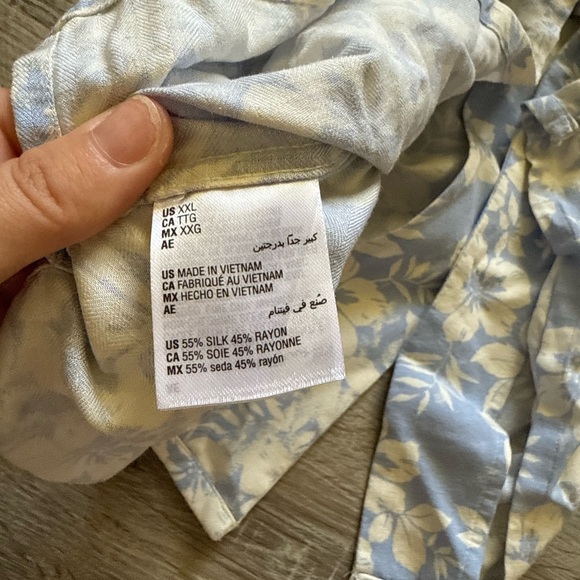 US XXL
CA TTG
MX XXG
AE كبير جدًا بدرجتين
US MADE IN VIETNAM
CA FABRIQUÉ AU VIETNAM
MX HECHO EN VIETNAM
AE صُنع في فيتنام
US 55% SILK 45% RAYON
CA 55% SOIE 45% RAYONNE
MX 55% seda 45% rayón